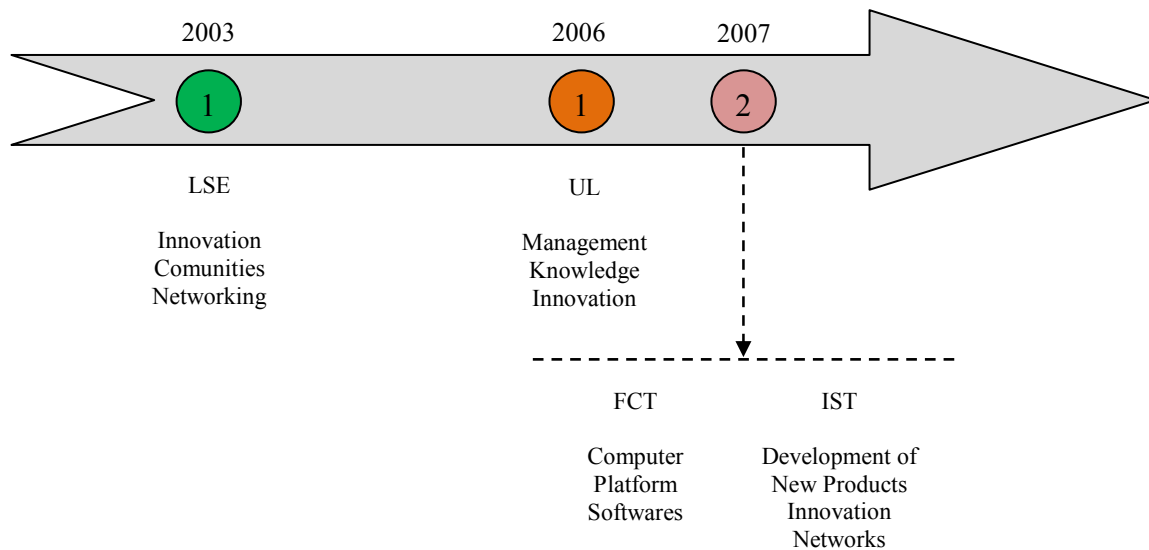 2003
2006
2007
1
1
2
LSE
Innovation
Comunities
Networking
UL
Management
Knowledge
Innovation
FCT
Computer
Platform
Softwares
IST
Development of
New Products
Innovation
Networks